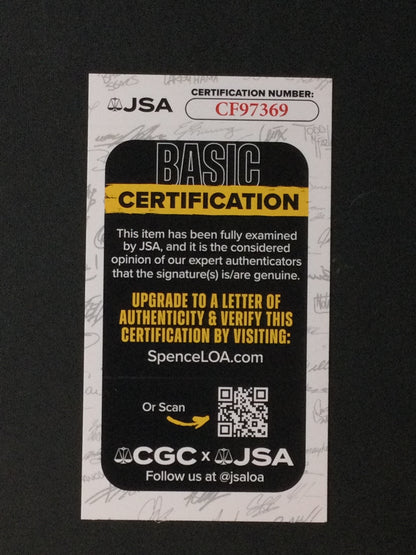 JSA
CERTIFICATION NUMBER:
CF97369
BASIC
CERTIFICATION
This item has been fully examined
by JSA, and it is the considered
opinion of our expert authenticators
that the signature(s) is/are genuine.
UPGRADE TO A LETTER OF
AUTHENTICITY & VERIFY THIS
CERTIFICATION BY VISITING:
SpenceLOA.com
Or Scan
CGC x JSA
Follow us at @jsaloa